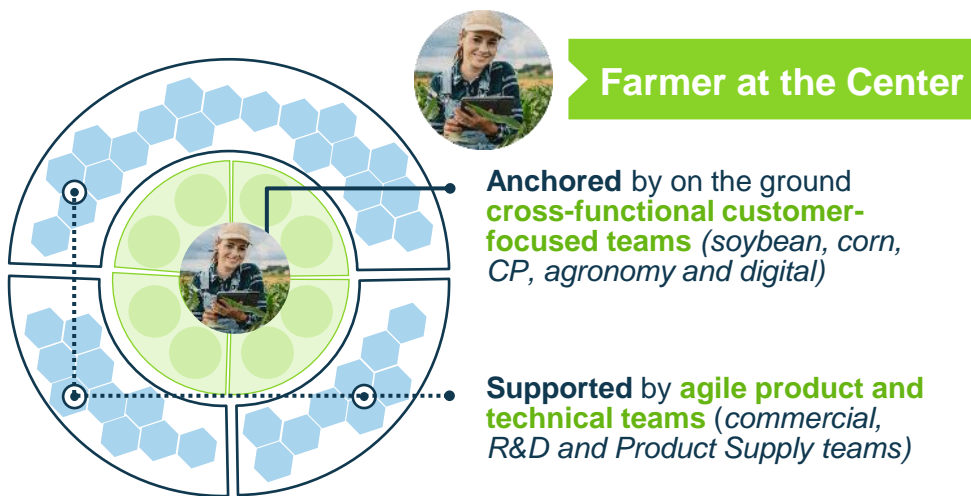 Farmer at the Center
Anchored by on the ground
cross-functional customer-
focused teams (soybean, corn,
CP, agronomy and digital)
Supported by agile product and
technical teams (commercial,
R&D and Product Supply teams)